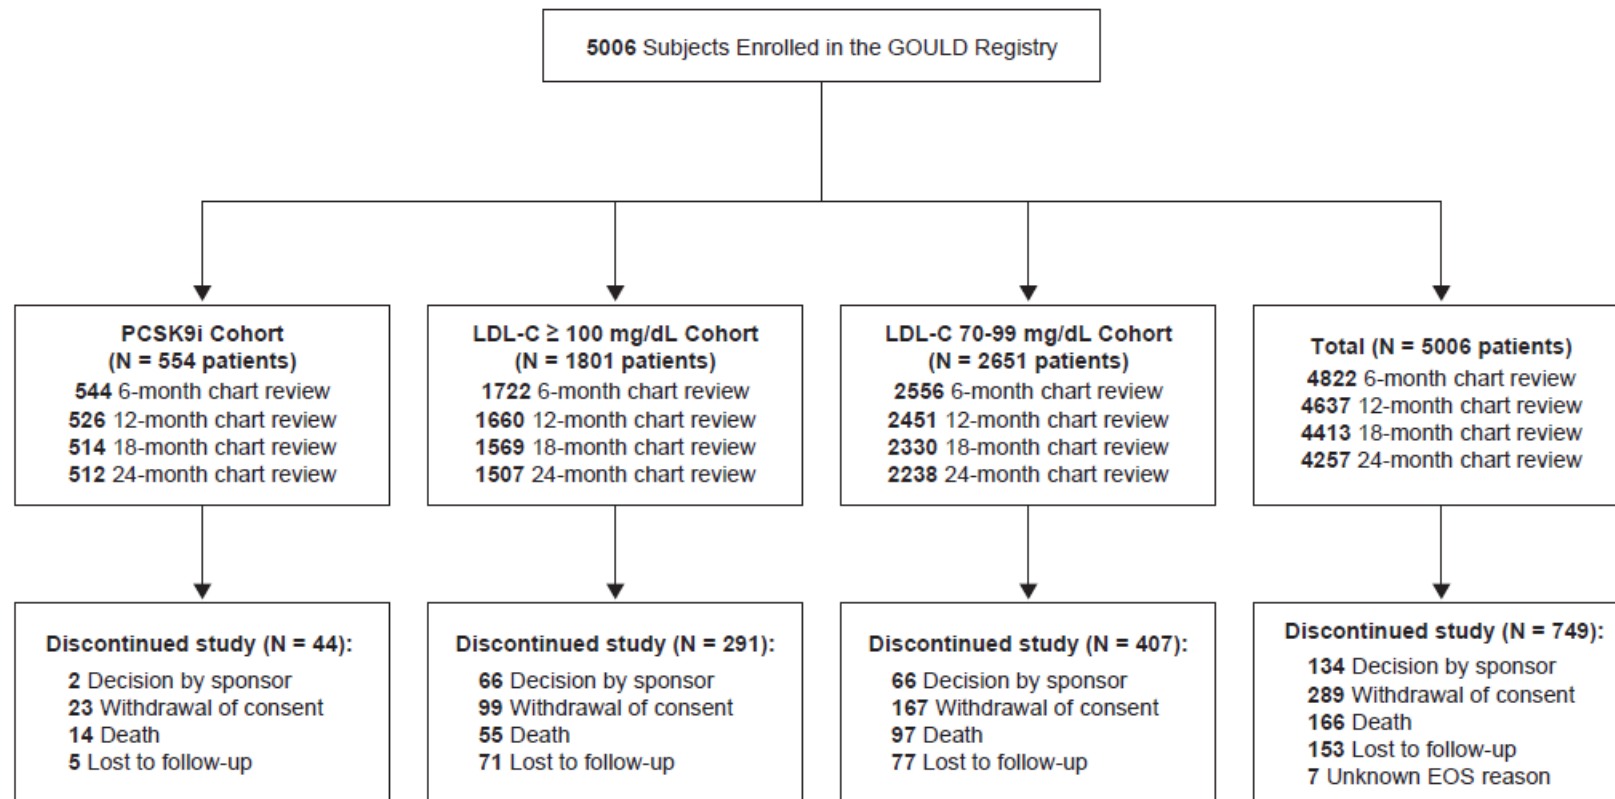 5006 Subjects Enrolled in the GOULD Registry
PCSK9i Cohort
(N = 554 patients)
544 6-month chart review
526 12-month chart review
514 18-month chart review
512 24-month chart review
LDL-C ≥ 100 mg/dL Cohort
(N = 1801 patients)
1722 6-month chart review
1660 12-month chart review
1569 18-month chart review
1507 24-month chart review
LDL-C 70-99 mg/dL Cohort
(N = 2651 patients)
2556 6-month chart review
2451 12-month chart review
2330 18-month chart review
2238 24-month chart review
Total (N = 5006 patients)
4822 6-month chart review
4637 12-month chart review
4413 18-month chart review
4257 24-month chart review
Discontinued study (N = 44):
2 Decision by sponsor
23 Withdrawal of consent
14 Death
5 Lost to follow-up
Discontinued study (N = 291):
66 Decision by sponsor
99 Withdrawal of consent
55 Death
71 Lost to follow-up
Discontinued study (N = 407):
66 Decision by sponsor
167 Withdrawal of consent
97 Death
77 Lost to follow-up
Discontinued study (N = 749):
134 Decision by sponsor
289 Withdrawal of consent
166 Death
153 Lost to follow-up
7 Unknown EOS reason